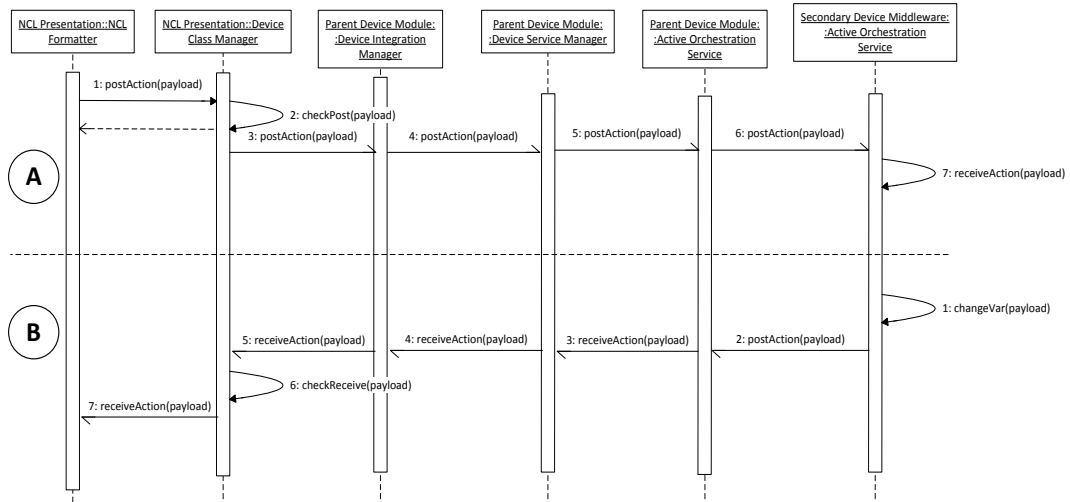 NCL Presentation::NCL
Formatter
NCL Presentation::Device
Class Manager
Parent Device Module:
:Device Integration
Manager
Parent Device Module:
:Device Service Manager
Parent Device Module:
:Active Orchestration
Service
Secondary Device Middleware:
:Active Orchestration
Service
1: postAction(payload)
2: checkPost(payload)
3: postAction(payload)
4: postAction(payload)
5: postAction(payload)
6: postAction(payload)
7: receiveAction(payload)
A
B
1: changeVar(payload)
2: postAction(payload)
3: receiveAction(payload)
4: receiveAction(payload)
5: receiveAction(payload)
6: checkReceive(payload)
7: receiveAction(payload)